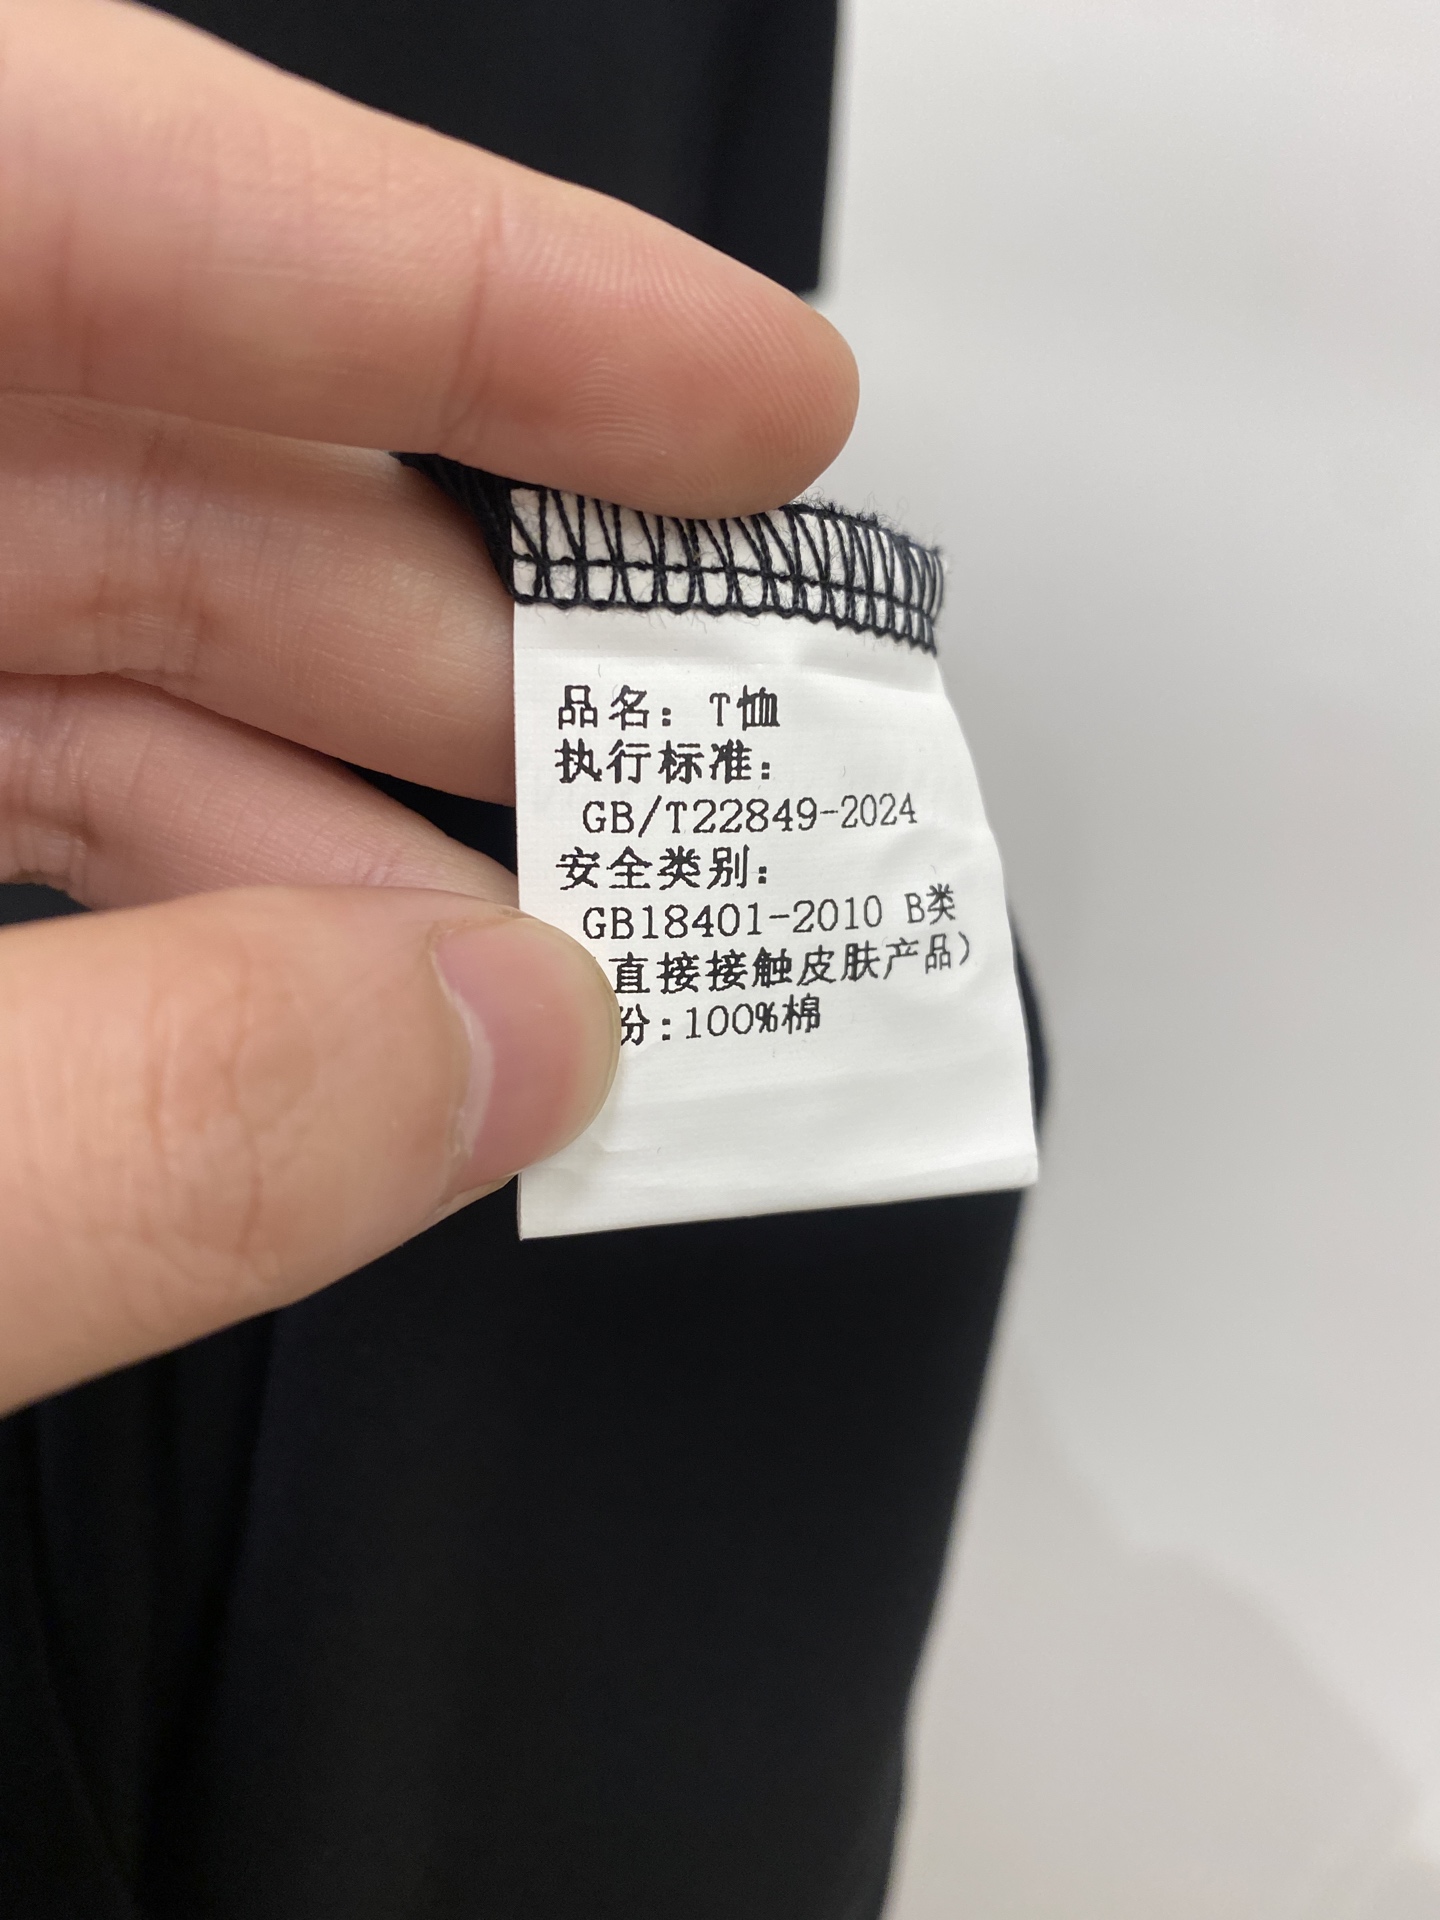 品名：T恤
执行标准：
GB/T22849-2024
安全类别：
GB18401-2010 B类
直接接触皮肤产品）
份：100%棉